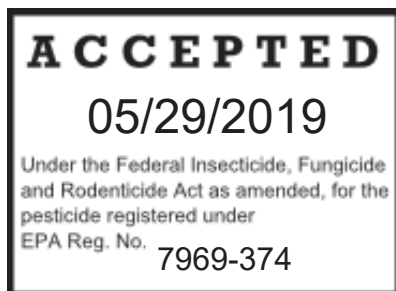 ACCEPTED
05/29/2019
Under the Federal Insecticide, Fungicide
and Rodenticide Act as amended, for the
pesticide registered under
EPA Reg. No. 7969-374